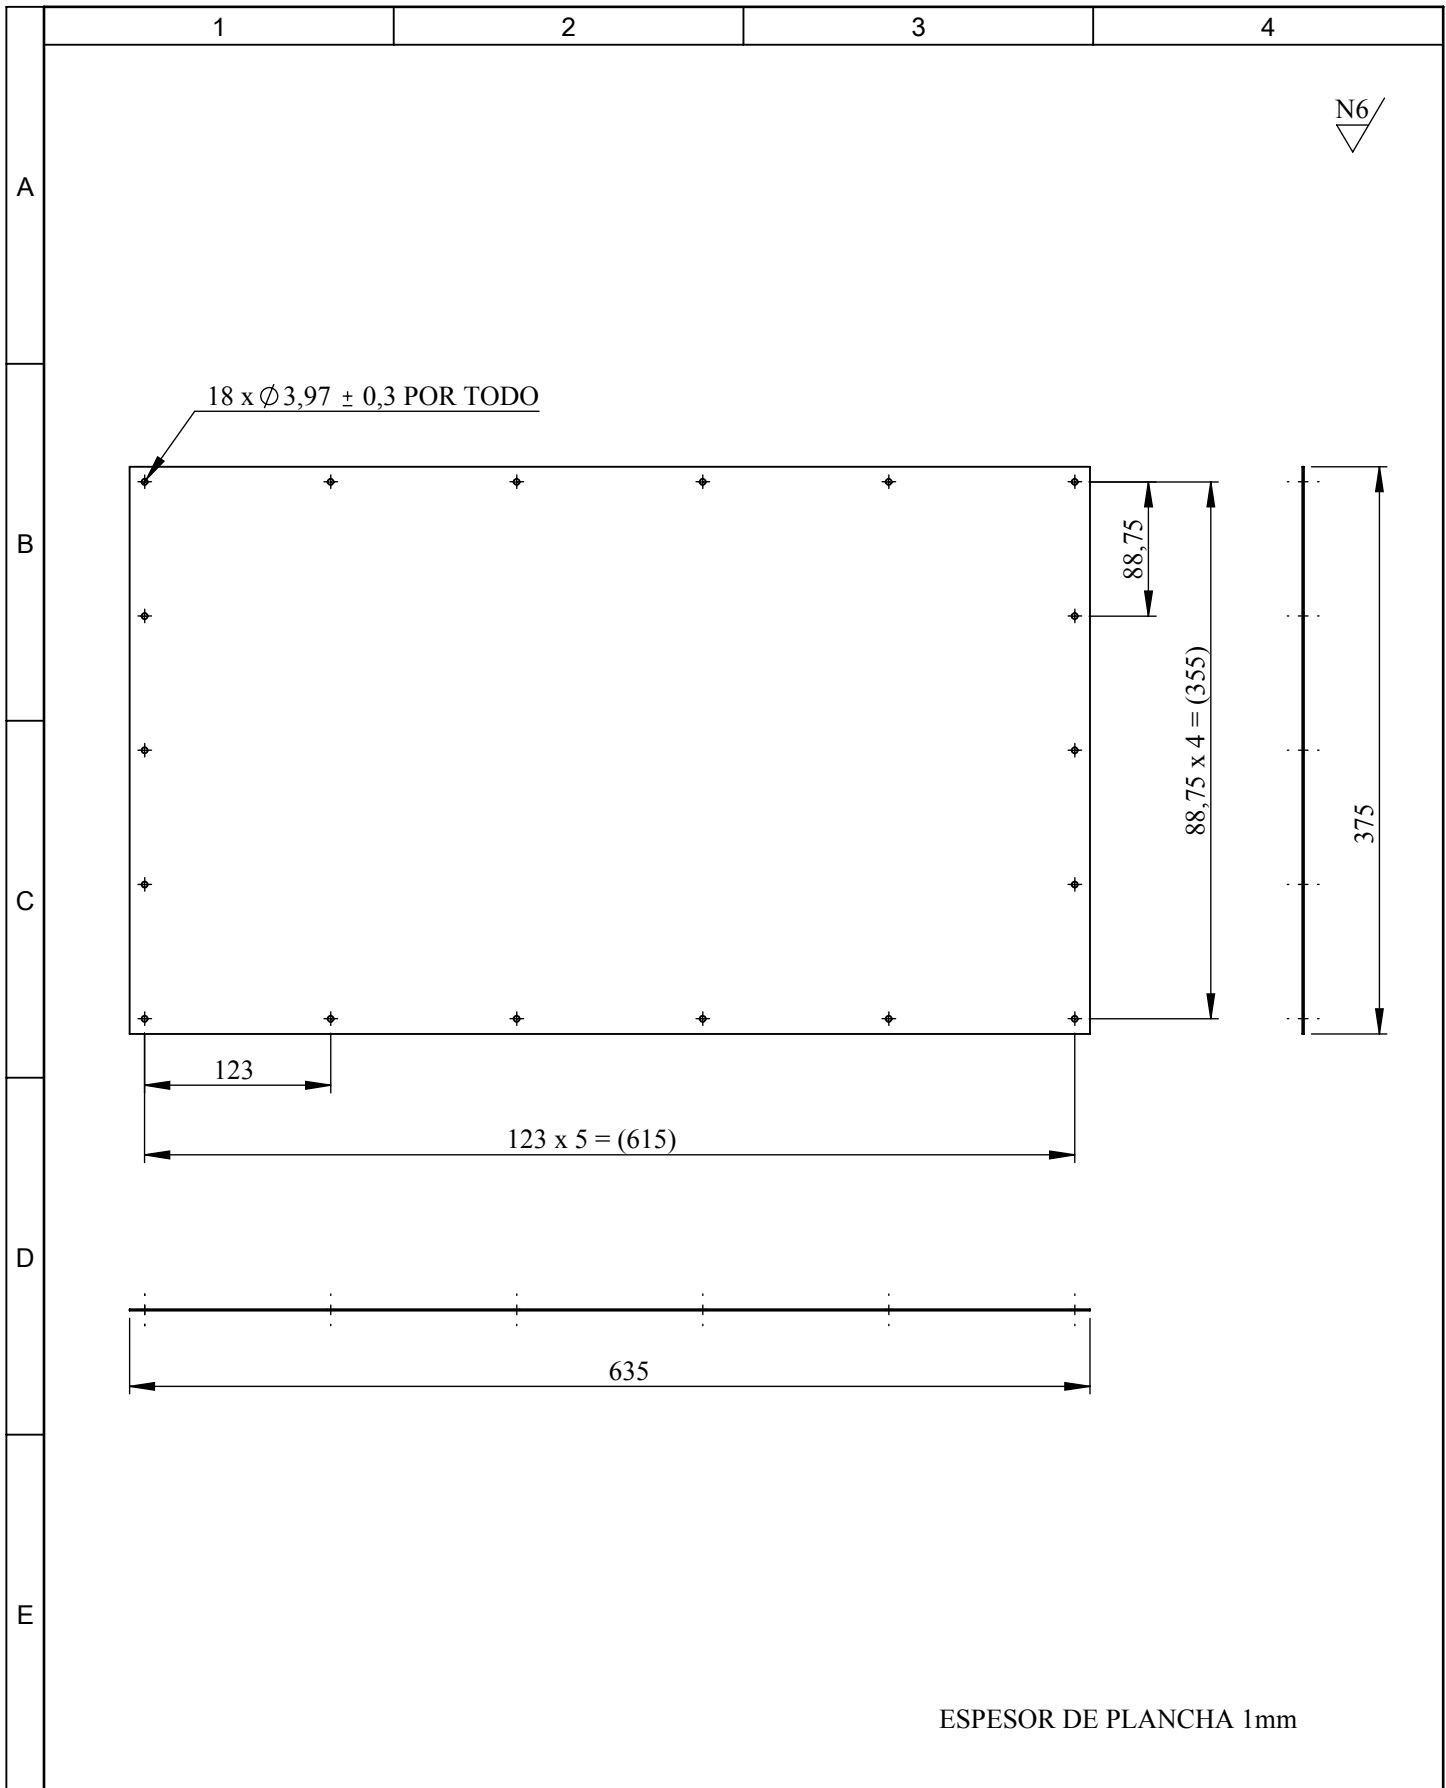 1
2
3
4
N6
A
18 x ∅ 3,97 ± 0,3 POR TODO
B
88,75
88,75 x 4 = (355)
375
C
123
123 x 5 = (615)
D
635
E
ESPESOR DE PLANCHA 1mm